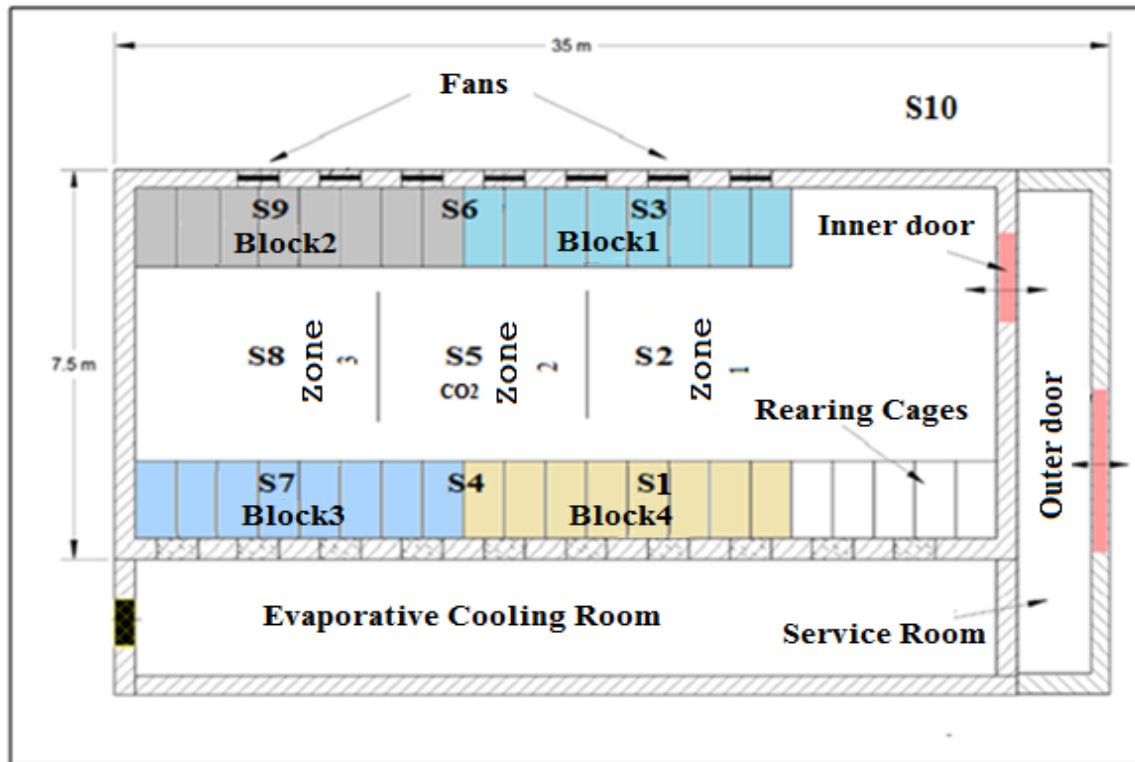 35 m
Fans
S10
S9
S6
S3
Block2
Block1
Inner door
7.5 m
S8
Zone 3
S5
CO2
Zone 2
S2
Zone 1
Rearing Cages
Outer door
S7
S4
S1
Block3
Block4
Evaporative Cooling Room
Service Room